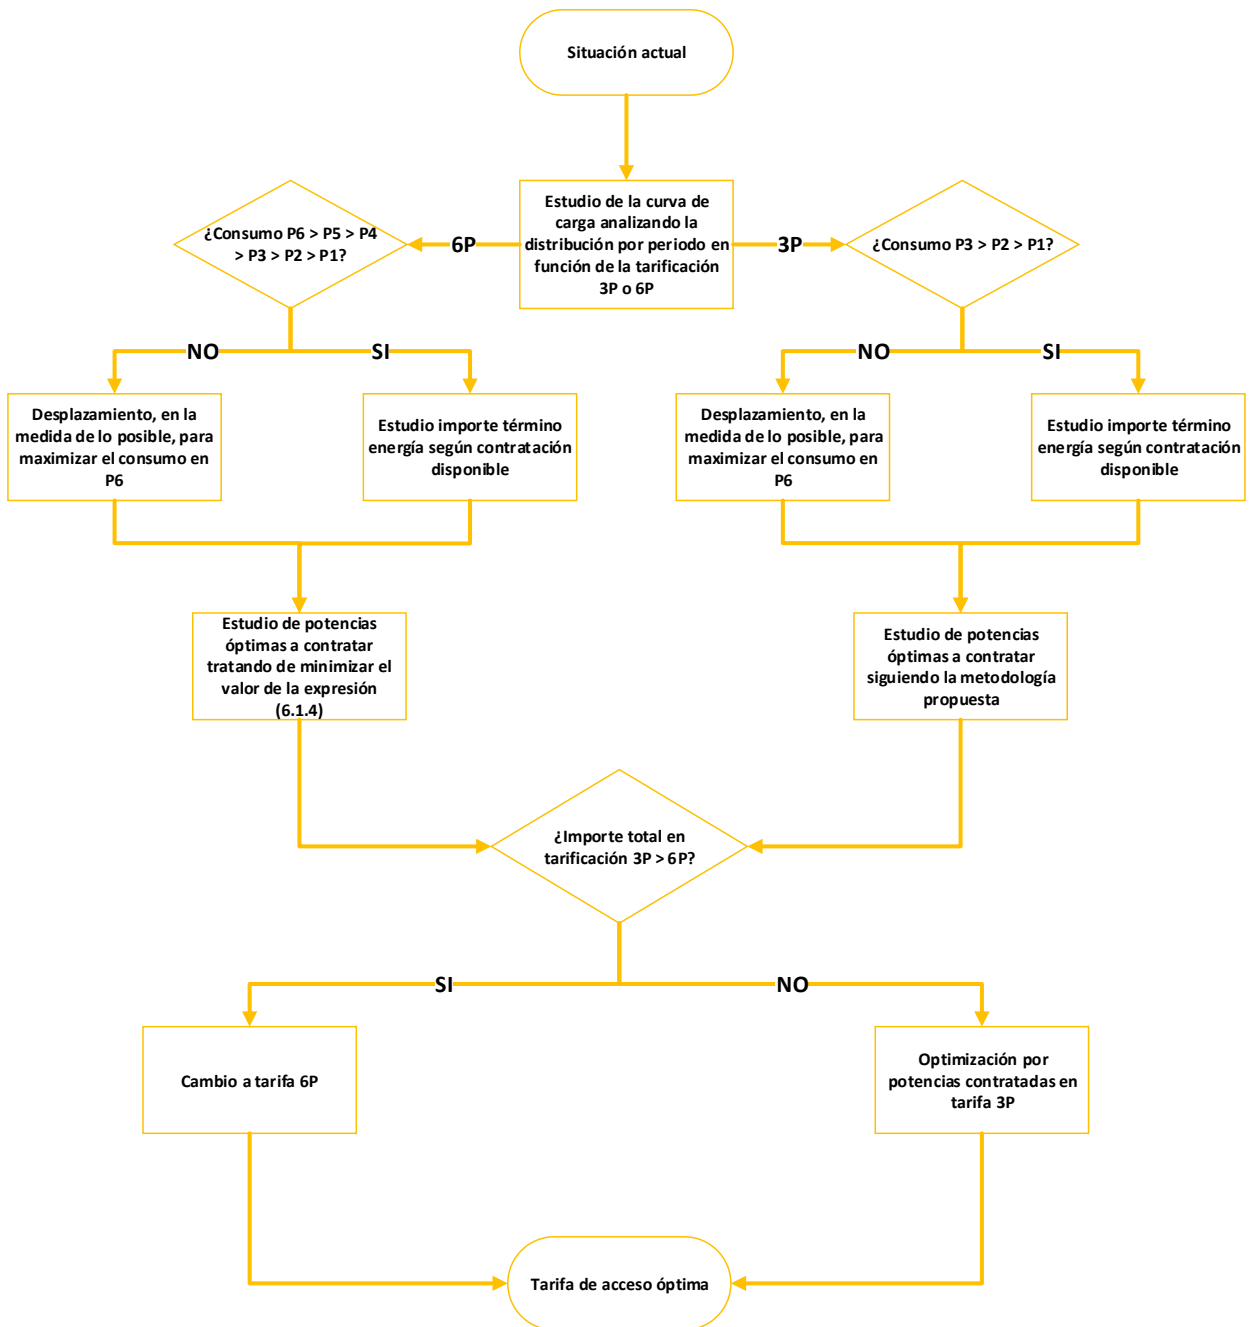 Situación actual
Estudio de la curva de
carga analizando la
distribución por periodo en
función de la tarificación
3P o 6P
6P
3P
¿Consumo P6 > P5 > P4
> P3 > P2 > P1?
¿Consumo P3 > P2 > P1?
NO
SI
NO
SI
Desplazamiento, en la
medida de lo posible, para
maximizar el consumo en
P6
Estudio importe término
energía según contratación
disponible
Desplazamiento, en la
medida de lo posible, para
maximizar el consumo en
P6
Estudio importe término
energía según contratación
disponible
Estudio de potencias
óptimas a contratar
tratando de minimizar el
valor de la expresión
(6.1.4)
Estudio de potencias
óptimas a contratar
siguiendo la metodología
propuesta
¿Importe total en
tarificación 3P > 6P?
SI
NO
Cambio a tarifa 6P
Optimización por
potencias contratadas en
tarifa 3P
Tarifa de acceso óptima